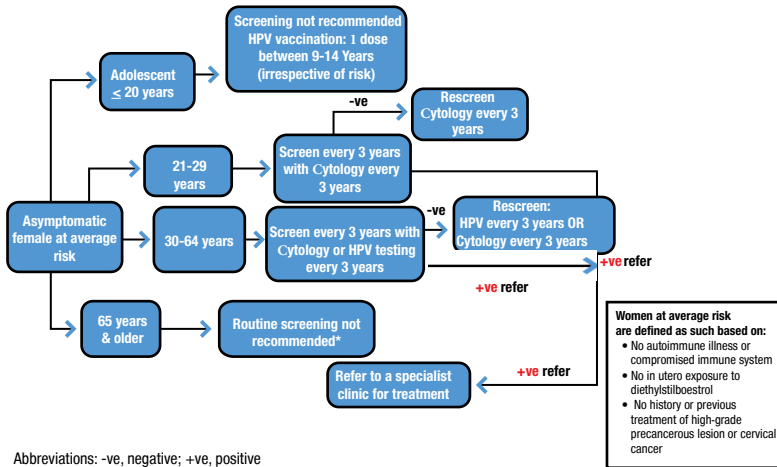 Screening not recommended
HPV vaccination: 1 dose
between 9-14 Years
(irrespective of risk)
Adolescent
≤ 20 years
-ve
Rescreen
Cytology every 3
years
21-29
years
Screen every 3 years
with Cytology every
3 years
Asymptomatic
female at average
risk
30-64 years
Screen every 3 years with
Cytology or HPV testing
every 3 years
-ve
Rescreen:
HPV every 3 years OR
Cytology every 3 years
+ve refer
+ve refer
65 years
& older
Routine screening not
recommended*
Refer to a specialist
clinic for treatment
+ve refer
Women at average risk
are defined as such based on:
• No autoimmune illness or
compromised immune system
• No in utero exposure to
diethylstilboestrol
• No history or previous
treatment of high-grade
precancerous lesion or cervical
cancer
Abbreviations: -ve, negative; +ve, positive